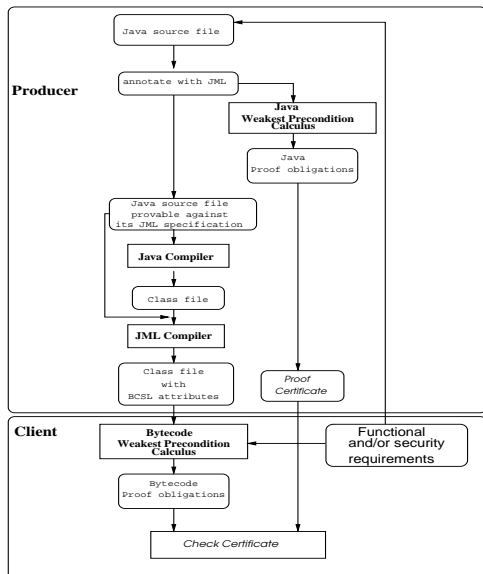 Java source file
Producer
annotate with JML
Java
Weakest Precondition
Calculus
Java
Proof obligations
Java source file
provable against
its JML specification
Java Compiler
Class file
JML Compiler
Class file
with
BCSL attributes
Proof
Certificate
Client
Bytecode
Weakest Precondition
Calculus
Functional
and/or security
requirements
Bytecode
Proof obligations
Check Certificate